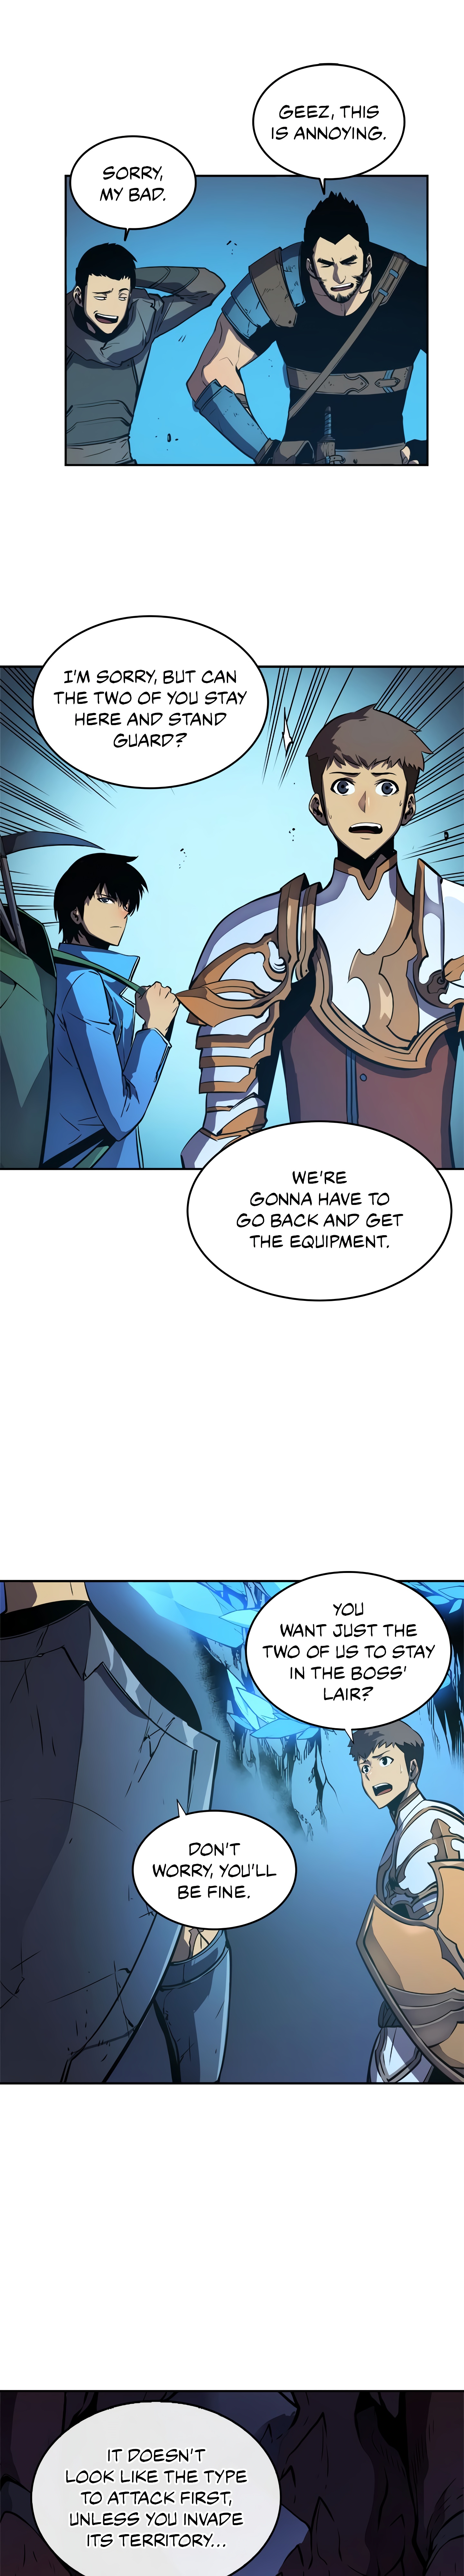 GEEZ, THIS
IS ANNOYING.
SORRY,
MY BAD.
I'M SORRY, BUT CAN
THE TWO OF YOU STAY
HERE AND STAND
GUARD?
WE'RE
GONNA HAVE TO
GO BACK AND GET
THE EQUIPMENT.
YOU
WANT JUST THE
TWO OF US TO STAY
IN THE BOSS'
LAIR?
DON'T
WORRY, YOU'LL
BE FINE.
IT DOESN'T
LOOK LIKE THE TYPE
TO ATTACK FIRST,
UNLESS YOU INVADE
ITS TERRITORY...